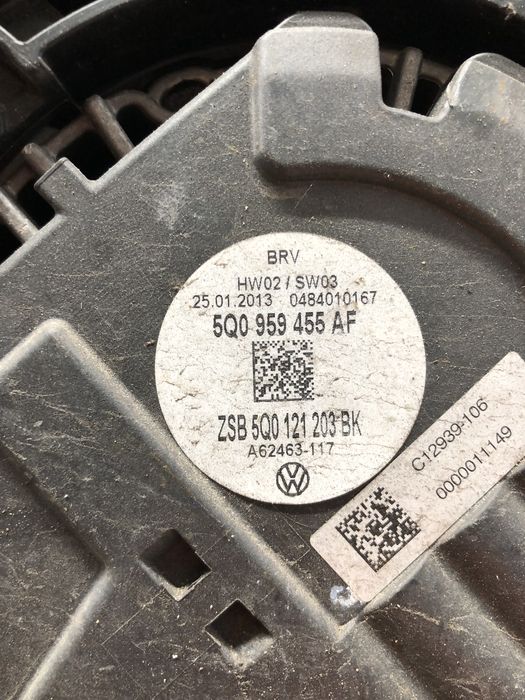 BRV
HW02 / SW03
25.01.2013 0484010167
5Q0 959 455 AF
ZSB 5Q0 121 203 BK
A62463-117
C12939-106
0000011149